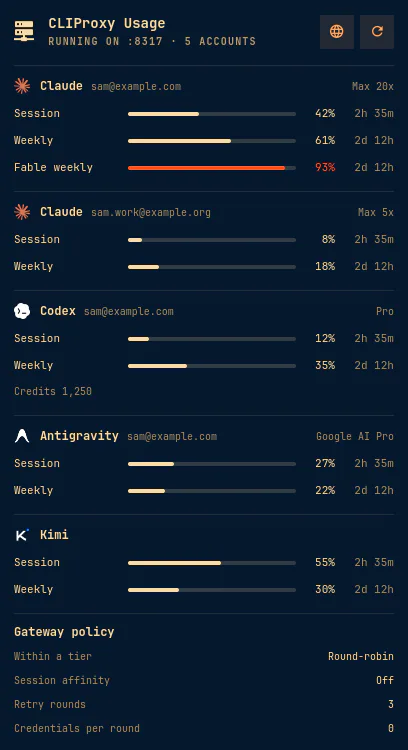 CLIProxy Usage
RUNNING ON :8317 · 5 ACCOUNTS
Claude sam@example.com Max 20x
Session 42% 2h 35m
Weekly 61% 2d 12h
Fable weekly 93% 2d 12h
Claude sam.work@example.org Max 5x
Session 8% 2h 35m
Weekly 18% 2d 12h
Codex sam@example.com Pro
Session 12% 2h 35m
Weekly 35% 2d 12h
Credits 1,250
Antigravity sam@example.com Google AI Pro
Session 27% 2h 35m
Weekly 22% 2d 12h
Kimi
Session 55% 2h 35m
Weekly 30% 2d 12h
Gateway policy
Within a tier Round-robin
Session affinity Off
Retry rounds 3
Credentials per round 0